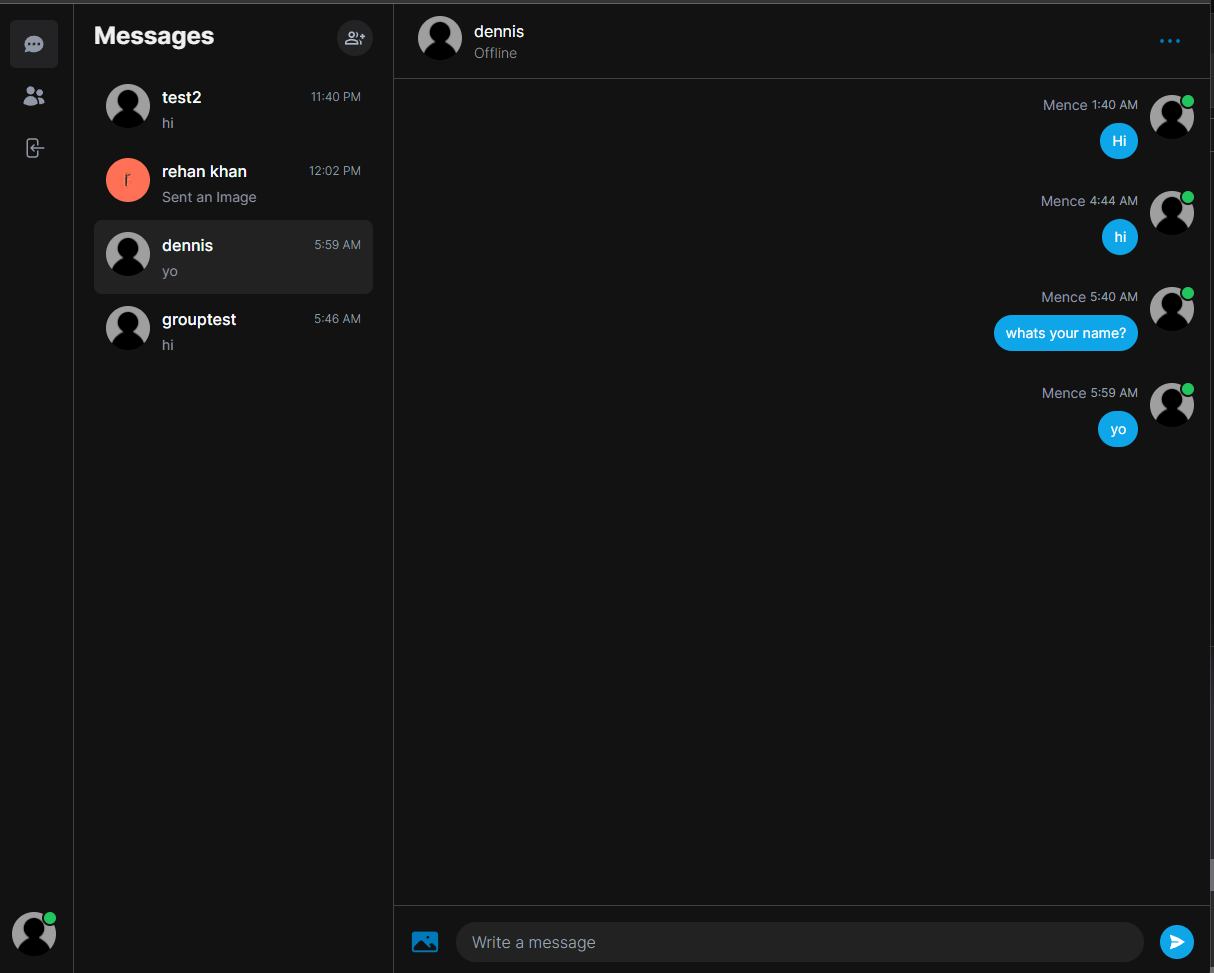 Messages
test2 11:40 PM
hi
r
rehan khan 12:02 PM
Sent an Image
dennis 5:59 AM
yo
grouptest 5:46 AM
hi
dennis
Offline
Mence 1:40 AM
Hi
Mence 4:44 AM
hi
Mence 5:40 AM
whats your name?
Mence 5:59 AM
yo
Write a message